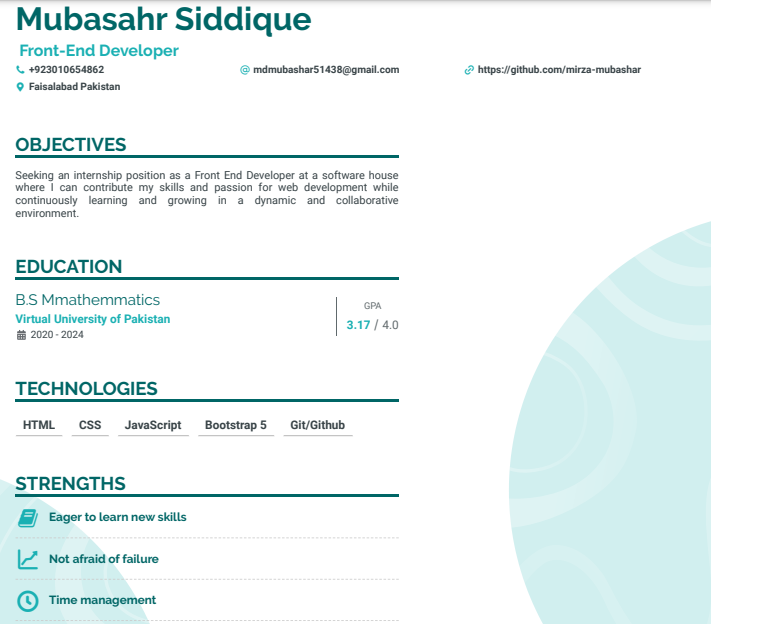 Mubasahr Siddique
Front-End Developer
+923010654862 mdmubashar51438@gmail.com https://github.com/mirza-mubashar
Faisalabad Pakistan
OBJECTIVES
Seeking an internship position as a Front End Developer at a software house
where I can contribute my skills and passion for web development while
continuously learning and growing in a dynamic and collaborative
environment.
EDUCATION
B.S Mmathemmatics
Virtual University of Pakistan
2020 - 2024
GPA
3.17 / 4.0
TECHNOLOGIES
HTML CSS JavaScript Bootstrap 5 Git/Github
STRENGTHS
Eager to learn new skills
Not afraid of failure
Time management